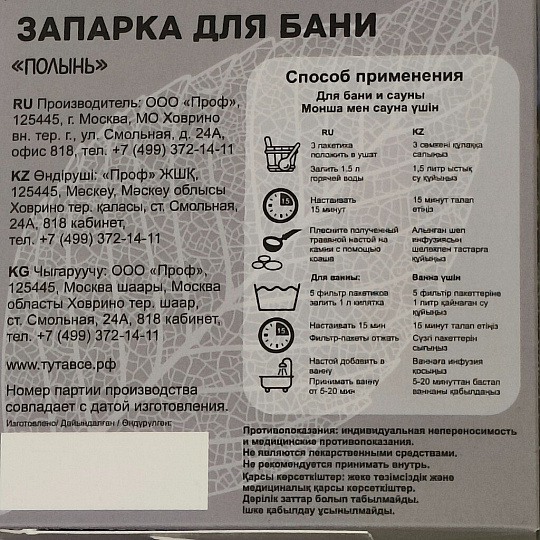 ЗАПАРКА ДЛЯ БАНИ
«ПОЛЫНЬ»
RU Производитель: ООО «Проф»,
125445, г. Москва, МО Ховрино
вн. тер. г., ул. Смольная, д. 24А,
офис 818, тел. +7 (499) 372-14-11
KZ Өндіруші: «Проф» ЖШҚ,
125445, Мәскеу, Мәскеу облысы
Ховрино тер. қаласы, ст. Смольная,
24А, 818 кабинет,
тел. +7 (499) 372-14-11
KG Чыгаруучу: ООО «Проф»,
125445, Москва шаары, Москва
областы Ховрино тер. шаар,
ст. Смольная, 24А, 818 кабинет,
тел. +7 (499) 372-14-11
www.тутавсе.рф
Номер партии производства
совпадает с датой изготовления.
Изготовлено/ Дайындалган / Өндүрүлген:
Способ применения
Для бани и сауны
Монша мен сауна үшін
RU
3 пакетика
положить в ушат
Залить 1.5 л
горячей воды
Настаивать
15 минут
Плесните полученный
травяной настой на
камни с помощью
ковша
Для ванны:
5 фильтр пакетиков
залить 1 л кипятка
Настаивать 15 мин
Фильтр-пакеты отжать
Настой добавить в
ванну
Принимать ванну
от 5-20 мин
KZ
3 сөмкені құлаққа
салыңыз
1,5 литр ыстық
су құйыңыз
15 минут талап
етіңіз
Алынған шөп
инфузиясын
шөлектен тастарға
құйыңыз
Ванна үшін
5 фильтр пакеттеріне
1 литр қайнаған су
құйыңыз
15 минут талап етіңіз
Сүзгі пакеттерін
сығыңыз
Ваннаға инфузия
қосыңыз
5-20 минуттан бастап
ваннаны қабылдаңыз
Противопоказания: индивидуальная непереносимость
и медицинские противопоказания.
Не являются лекарственными средствами.
Не рекомендуется принимать внутрь.
Қарсы көрсеткіштер: жеке төзімсіздік және
медициналық қарсы көрсеткіштер.
Дәрілік заттар болып табылмайды.
Ішке қабылдау ұсынылмайды.